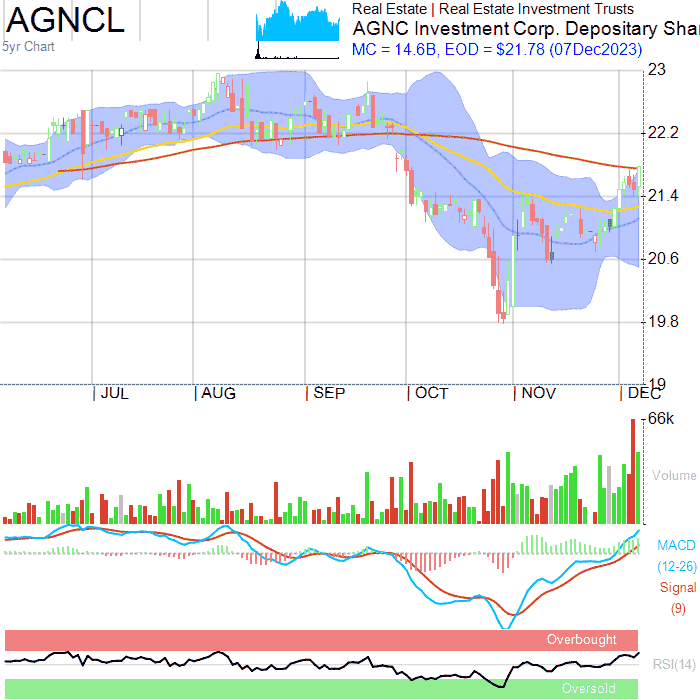 AGNCL
5yr Chart
Real Estate | Real Estate Investment Trusts
AGNC Investment Corp. Depositary Shar
MC = 14.6B, EOD = $21.78 (07Dec2023)
23
22.2
21.4
20.6
19.8
19
JUL AUG SEP OCT NOV DEC
66k
Volume
MACD
(12-26)
Signal
(9)
Overbought
RSI(14)
Oversold